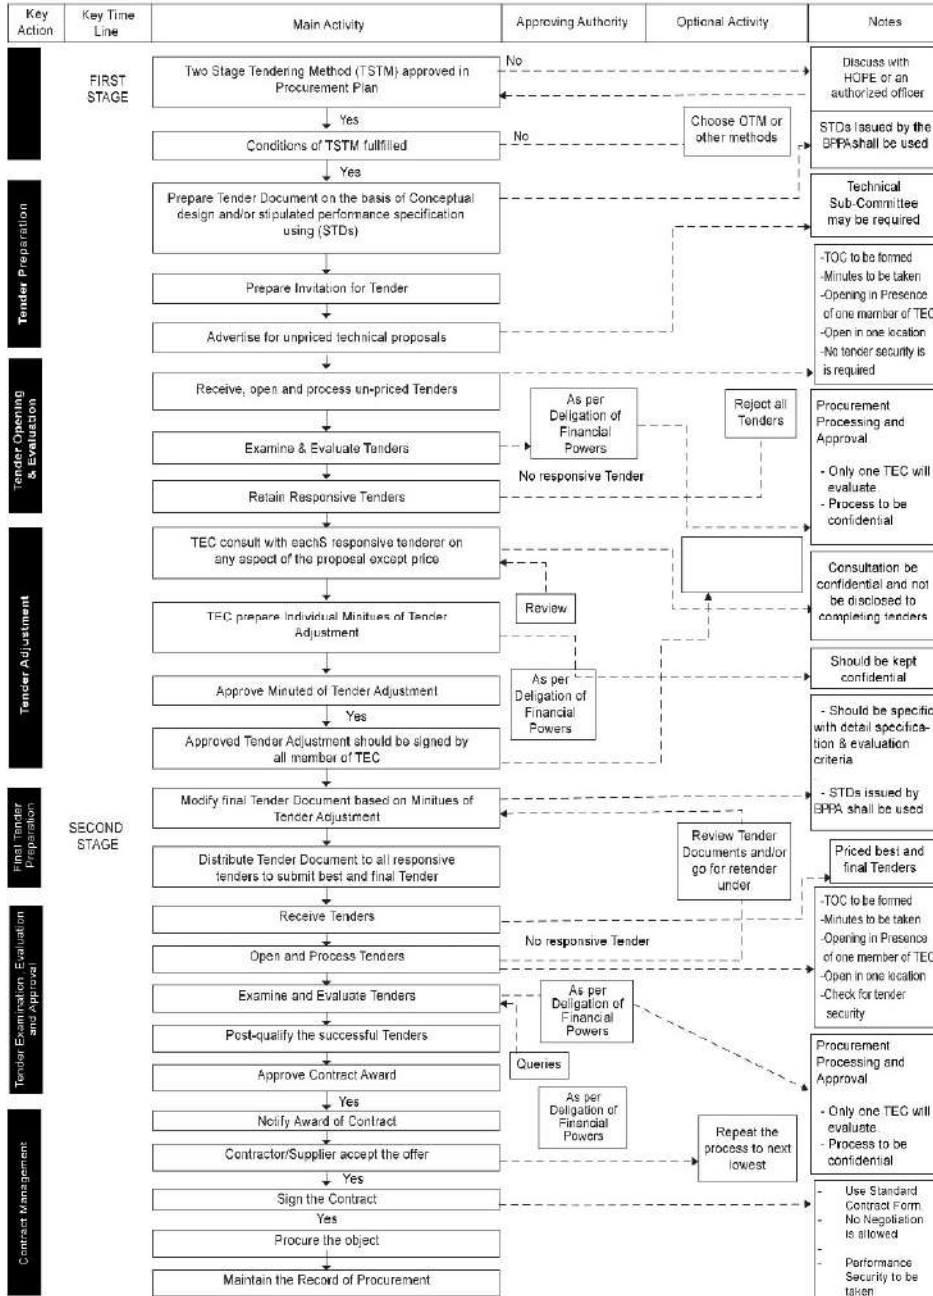 Key
Action
Key Time
Line
Main Activity
Approving Authority
Optional Activity
Notes
FIRST
STAGE
Two Stage Tendering Method (TSTM) approved in
Procurement Plan
No
Discuss with
HOPE or an
authorized officer
Yes
Conditions of TSTM fullfilled
No
Choose OTM or
other methods
STDs Issued by the
BPPA shall be used
Yes
Tender Preparation
Prepare Tender Document on the basis of Conceptual
design and/or stipulated performance specification
using (STDs)
Technical
Sub-Committee
may be required
Prepare Invitation for Tender
Advertise for unpriced technical proposals
-TOC to be formed
-Minutes to be taken
-Opening in Presence
of one member of TEC
-Open in one location
-No tender security is
is required
Tender Opening
& Evaluation
Receive, open and process un-priced Tenders
Examine & Evaluate Tenders
As per
Deligation of
Financial
Powers
Reject all
Tenders
No responsive Tender
Retain Responsive Tenders
Procurement
Processing and
Approval
- Only one TEC will
evaluate.
- Process to be
confidential
Tender Adjustment
TEC consult with eachS responsive tenderer on
any aspect of the proposal except price
Review
Consultation be
confidential and not
be disclosed to
completing tenders
TEC prepare Individual Minitues of Tender
Adjustment
Should be kept
confidential
Approve Minuted of Tender Adjustment
As per
Deligation of
Financial
Powers
Yes
Approved Tender Adjustment should be signed by
all member of TEC
- Should be specific
with detail specifica-
tion & evaluation
criteria
- STDs issued by
BPPA shall be used
Final Tender
Preparation
SECOND
STAGE
Modify final Tender Document based on Minitues of
Tender Adjustment
Distribute Tender Document to all responsive
tenders to submit best and final Tender
Review Tender
Documents and/or
go for retender
under
Priced best and
final Tenders
Tender Examination, Evaluation
and Approval
Receive Tenders
No responsive Tender
Open and Process Tenders
-TOC to be formed
-Minutes to be taken
-Opening in Presence
of one member of TEC
-Open in one location
-Check for tender
security
Examine and Evaluate Tenders
As per
Deligation of
Financial
Powers
Post-qualify the successful Tenders
Queries
Approve Contract Award
Procurement
Processing and
Approval
- Only one TEC will
evaluate.
- Process to be
confidential
Yes
As per
Deligation of
Financial
Powers
Contract Management
Notify Award of Contract
Contractor/Supplier accept the offer
Repeat the
process to next
lowest
Yes
Sign the Contract
- Use Standard
Contract Form
- No Negotiation
is allowed
-
- Performance
Security to be
taken
Yes
Procure the object
Maintain the Record of Procurement